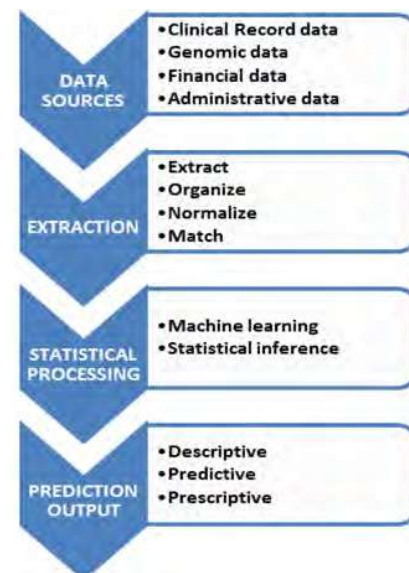 DATA
SOURCES
•Clinical Record data
•Genomic data
•Financial data
•Administrative data
EXTRACTION
•Extract
•Organize
•Normalize
•Match
STATISTICAL
PROCESSING
•Machine learning
•Statistical inference
PREDICTION
OUTPUT
•Descriptive
•Predictive
•Prescriptive